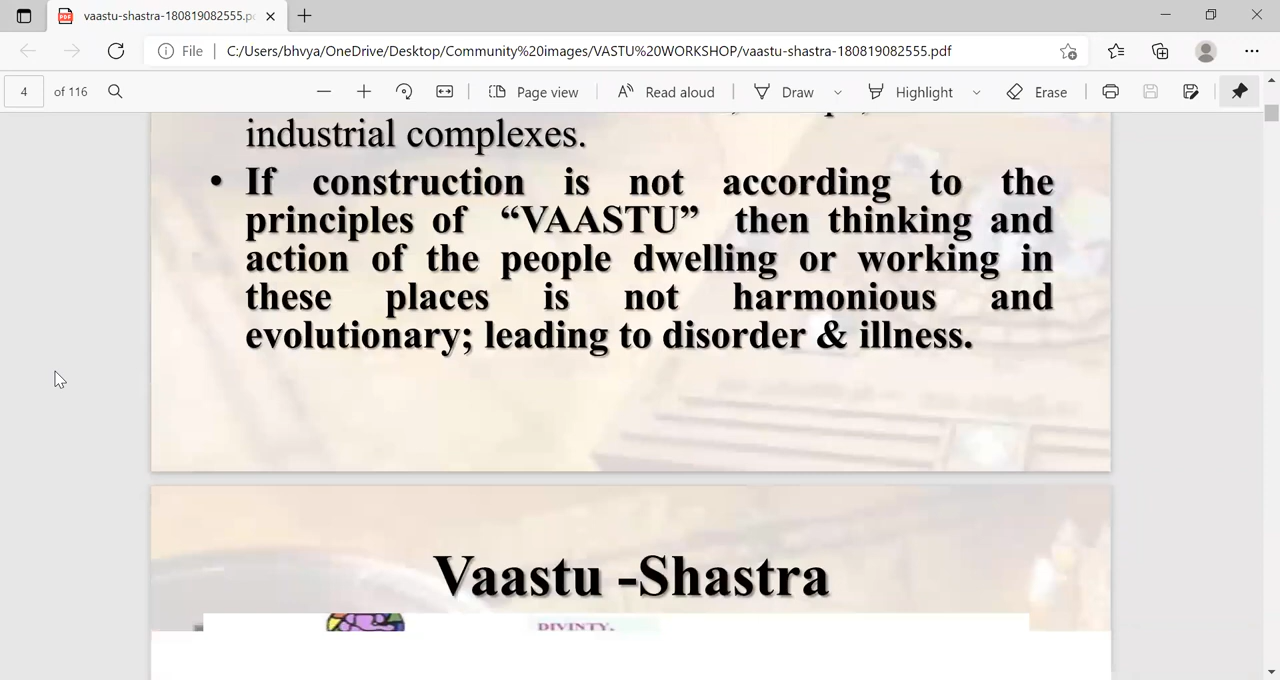 vaastu-shastra-180819082555.p
File
C:/Users/bhvya/OneDrive/Desktop/Community%20images/VASTU%20WORKSHOP/vaastu-shastra-180819082555.pdf
4 of 116
Page view
Read aloud
Draw
Highlight
Erase
industrial complexes.
• If construction is not according to the
principles of “VAASTU” then thinking and
action of the people dwelling or working in
these places is not harmonious and
evolutionary; leading to disorder & illness.
Vaastu -Shastra
DIVINTY,